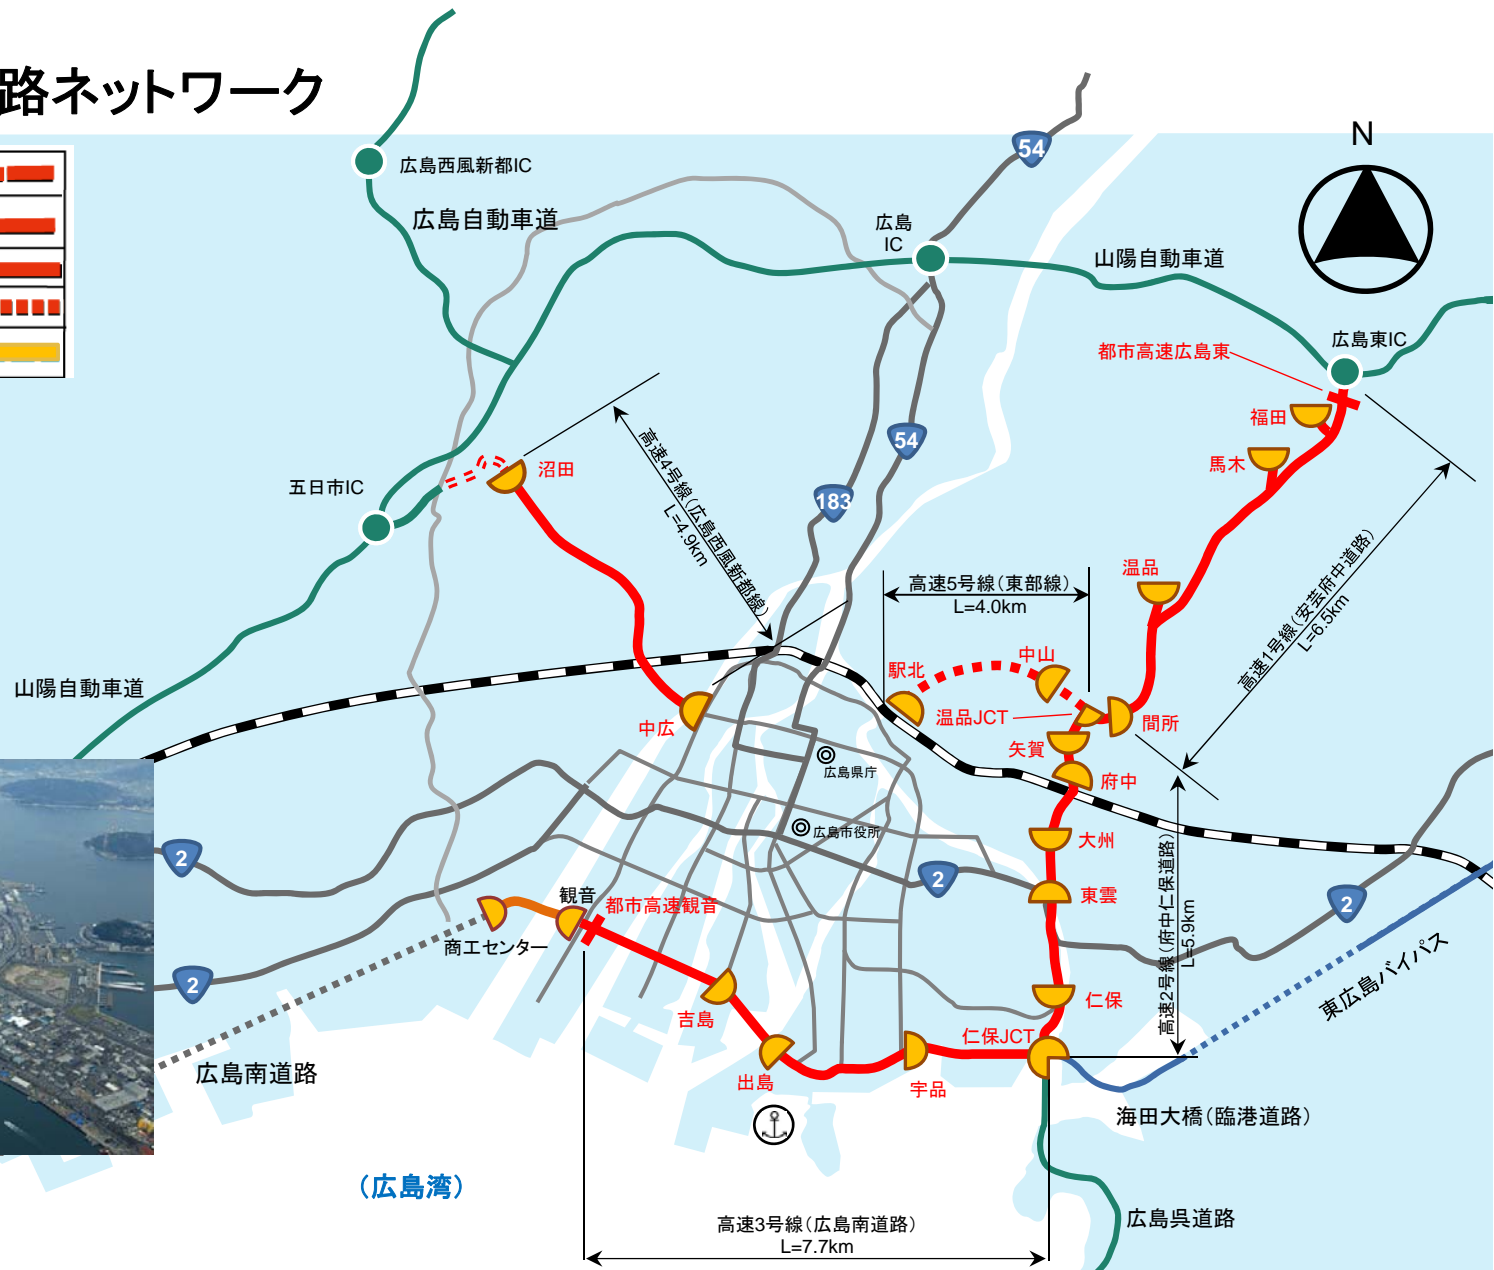 路ネットワーク
54
N
広島西風新都IC
広島自動車道
広島
IC
山陽自動車道
広島東IC
都市高速広島東
福田
馬木
54
183
高速4号線(広島西風新都線)
L=4.9km
沼田
五日市IC
温品
高速5号線(東部線)
L=4.0km
高速1号線(安芸府中道路)
L=6.5km
中山
駅北
温品JCT
間所
山陽自動車道
中広
矢賀
府中
広島県庁
広島市役所
大州
2
2
東雲
2
観音
都市高速観音
商工センター
高速2号線(府中仁保道路)
L=5.9km
東広島バイパス
2
吉島
仁保
仁保JCT
広島南道路
出島
宇品
海田大橋(臨港道路)
(広島湾)
高速3号線(広島南道路)
L=7.7km
広島呉道路